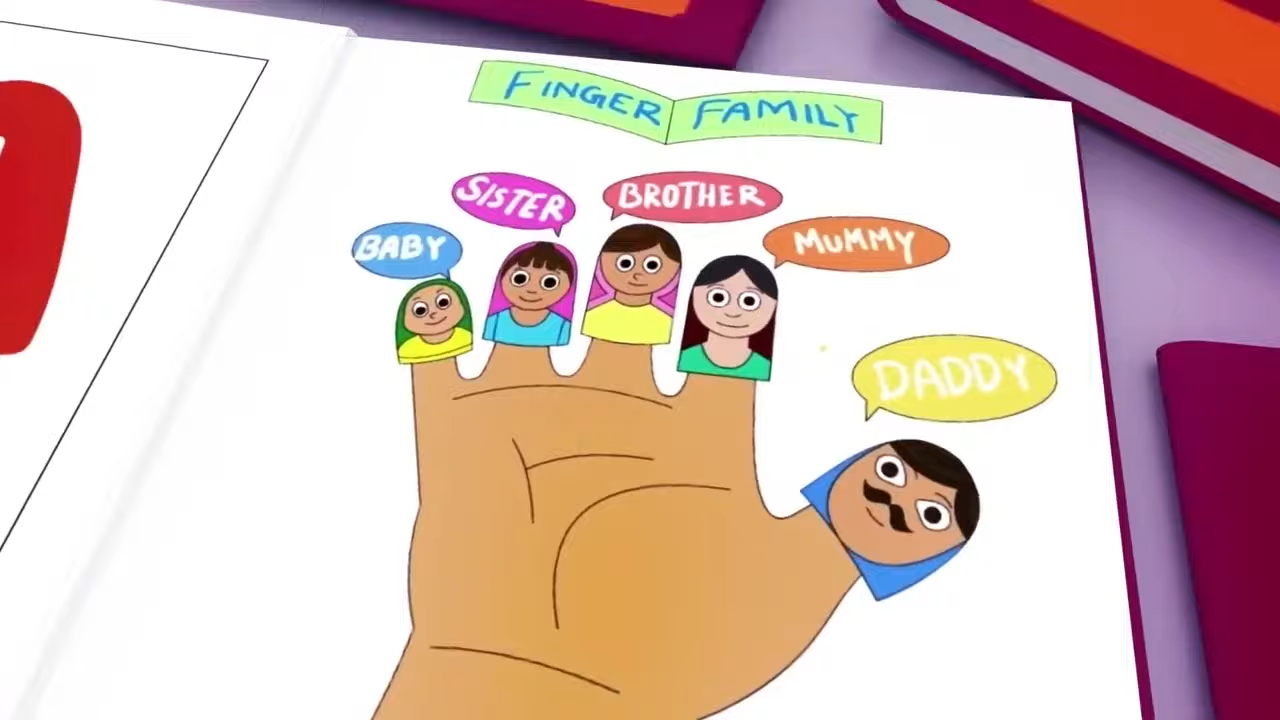 FINGER FAMILY
SISTER
BROTHER
BABY
MUMMY
DADDY